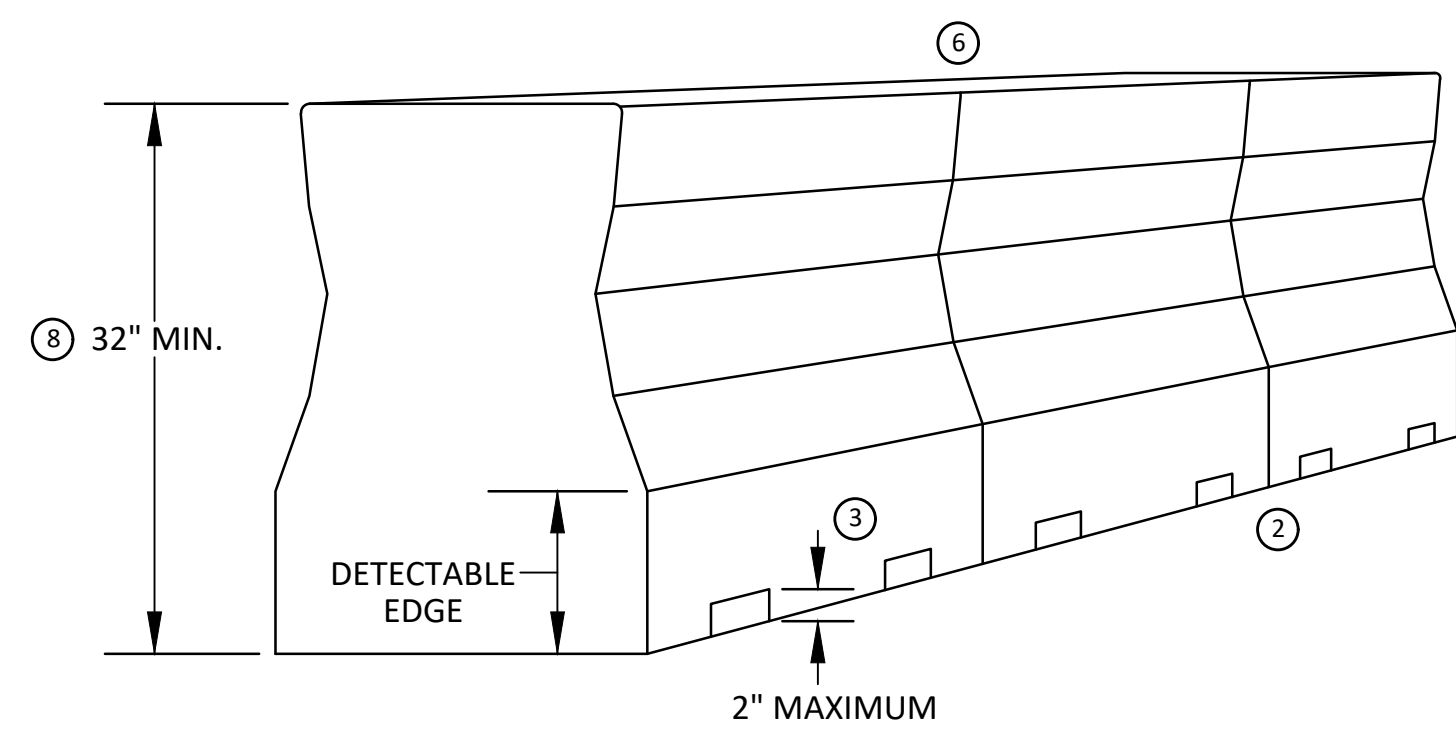 6
8 32" MIN.
3
2
DETECTABLE
EDGE
2" MAXIMUM